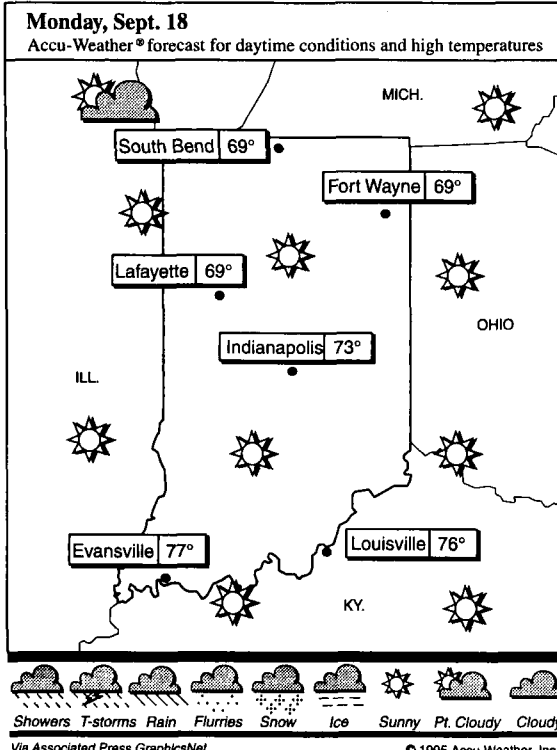 Monday, Sept. 18
Accu-Weather® forecast for daytime conditions and high temperatures
MICH.
South Bend 69°
Fort Wayne 69°
Lafayette 69°
OHIO
Indianapolis 73°
ILL.
Evansville 77°
Louisville 76°
KY.
Showers T-storms Rain Flurries Snow Ice Sunny Pt. Cloudy Cloudy
Via Associated Press GraphicsNet © 1995 Accu-Weather, Inc.